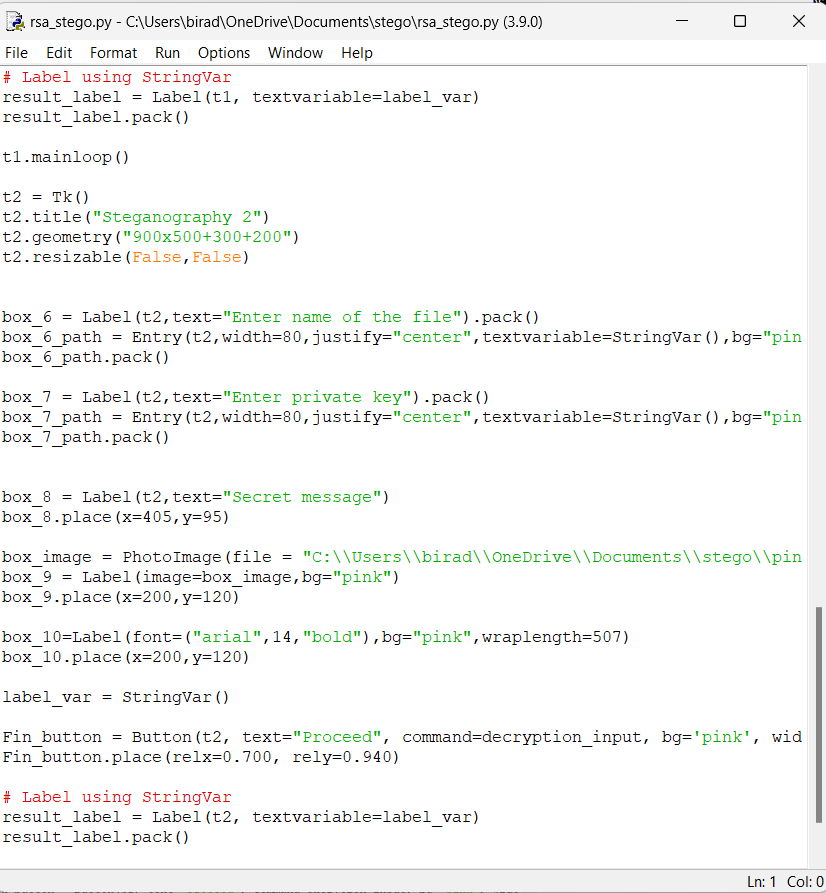 rsa_stego.py - C:\Users\birad\OneDrive\Documents\stego\rsa_stego.py (3.9.0)
File Edit Format Run Options Window Help
# Label using StringVar
result_label = Label(t1, textvariable=label_var)
result_label.pack()
t1.mainloop()
t2 = Tk()
t2.title("Steganography 2")
t2.geometry("900x500+300+200")
t2.resizable(False,False)
box_6 = Label(t2,text="Enter name of the file").pack()
box_6_path = Entry(t2,width=80,justify="center",textvariable=StringVar(),bg="pin
box_6_path.pack()
box_7 = Label(t2,text="Enter private key").pack()
box_7_path = Entry(t2,width=80,justify="center",textvariable=StringVar(),bg="pin
box_7_path.pack()
box_8 = Label(t2,text="Secret message")
box_8.place(x=405,y=95)
box_image = PhotoImage(file = "C:\\Users\\birad\\OneDrive\\Documents\\stego\\pin
box_9 = Label(image=box_image,bg="pink")
box_9.place(x=200,y=120)
box_10=Label(font=("arial",14,"bold"),bg="pink",wraplength=507)
box_10.place(x=200,y=120)
label_var = StringVar()
Fin_button = Button(t2, text="Proceed", command=decryption_input, bg='pink', wid
Fin_button.place(relx=0.700, rely=0.940)
# Label using StringVar
result_label = Label(t2, textvariable=label_var)
result_label.pack()
Ln: 1 Col: 0